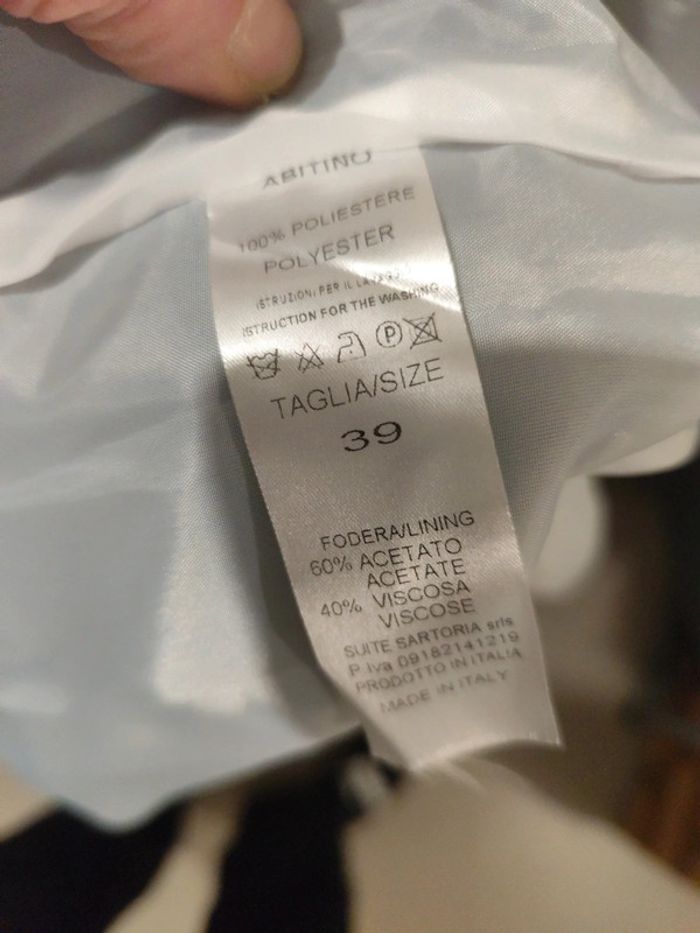 ABITINO
100% POLIESTERE
POLYESTER
ISTRUZIONI PER IL LAVAGGIO
ISTRUCTION FOR THE WASHING
P
TAGLIA/SIZE
39
FODERA/LINING
60% ACETATO
ACETATE
40% VISCOSA
VISCOSE
SUITE SARTORIA srls
P.Iva 09182141219
PRODOTTO IN ITALIA
MADE IN ITALY